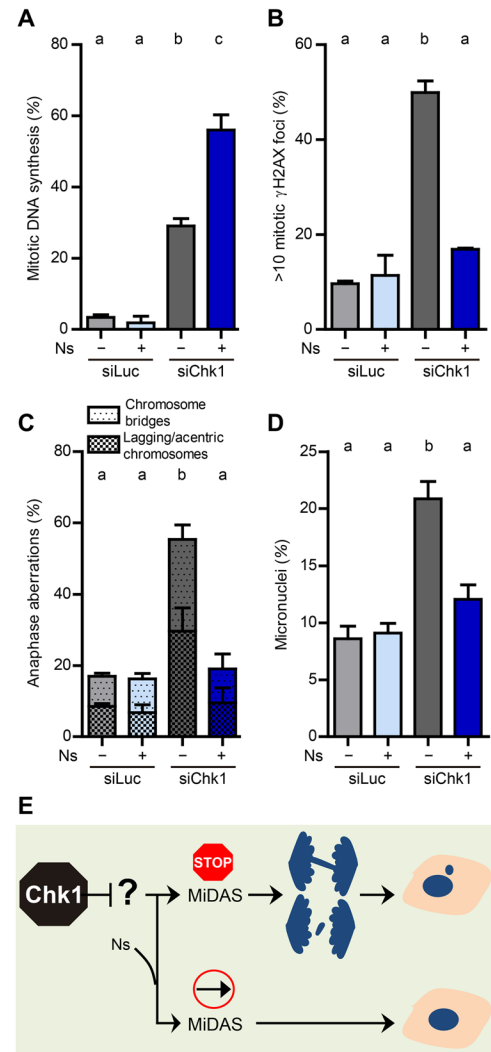 A
Mitotic DNA synthesis (%)
80
60
40
20
0
a a b c
Ns − + − +
siLuc siChk1
B
>10 mitotic γH2AX foci (%)
60
40
20
0
a a b a
Ns − + − +
siLuc siChk1
C
Chromosome
bridges
Lagging/acentric
chromosomes
Anaphase aberrations (%)
80
60
40
20
0
a a b a
Ns − + − +
siLuc siChk1
D
Micronuclei (%)
25
20
15
10
5
0
a a b a
Ns − + − +
siLuc siChk1
E
Chk1
?
STOP
MiDAS
Ns
MiDAS